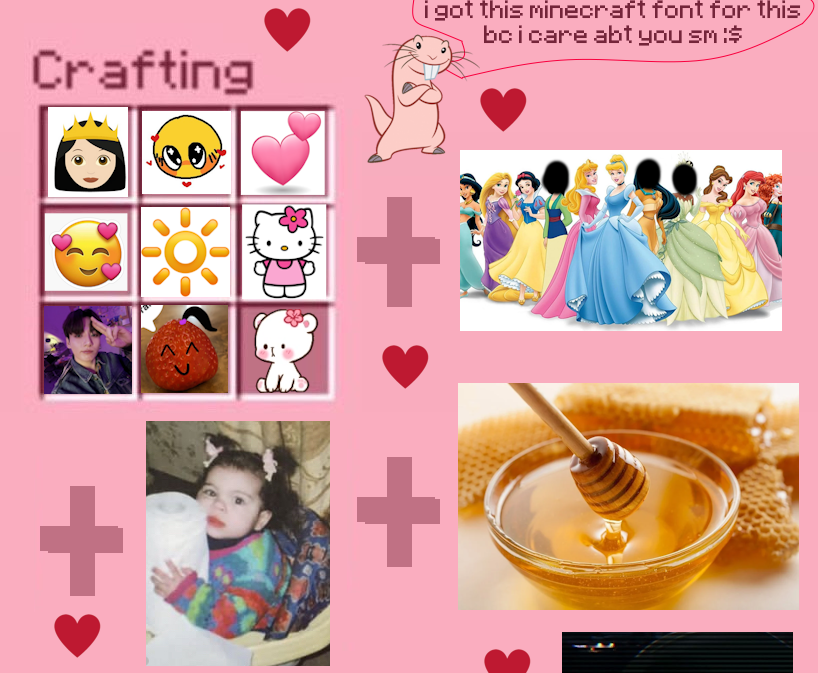 i got this minecraft font for this
bc i care abt you sm :$
Crafting